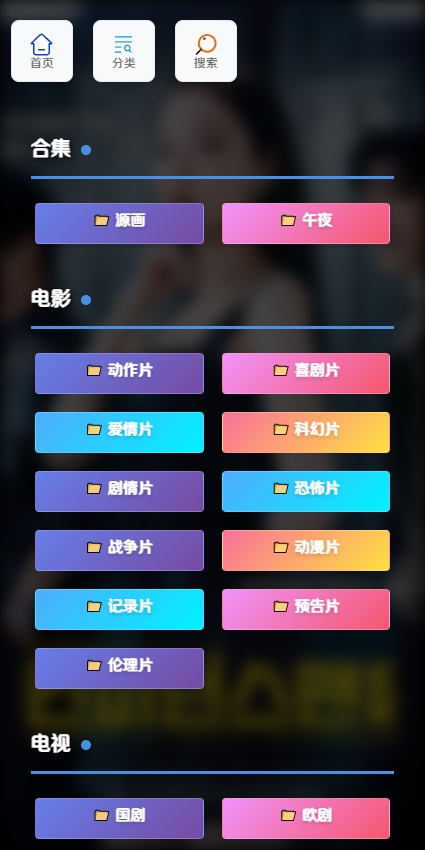 首页 分类 搜索
合集
源画 午夜
电影
动作片 喜剧片
爱情片 科幻片
剧情片 恐怖片
战争片 动漫片
记录片 预告片
伦理片
电视
国剧 欧剧